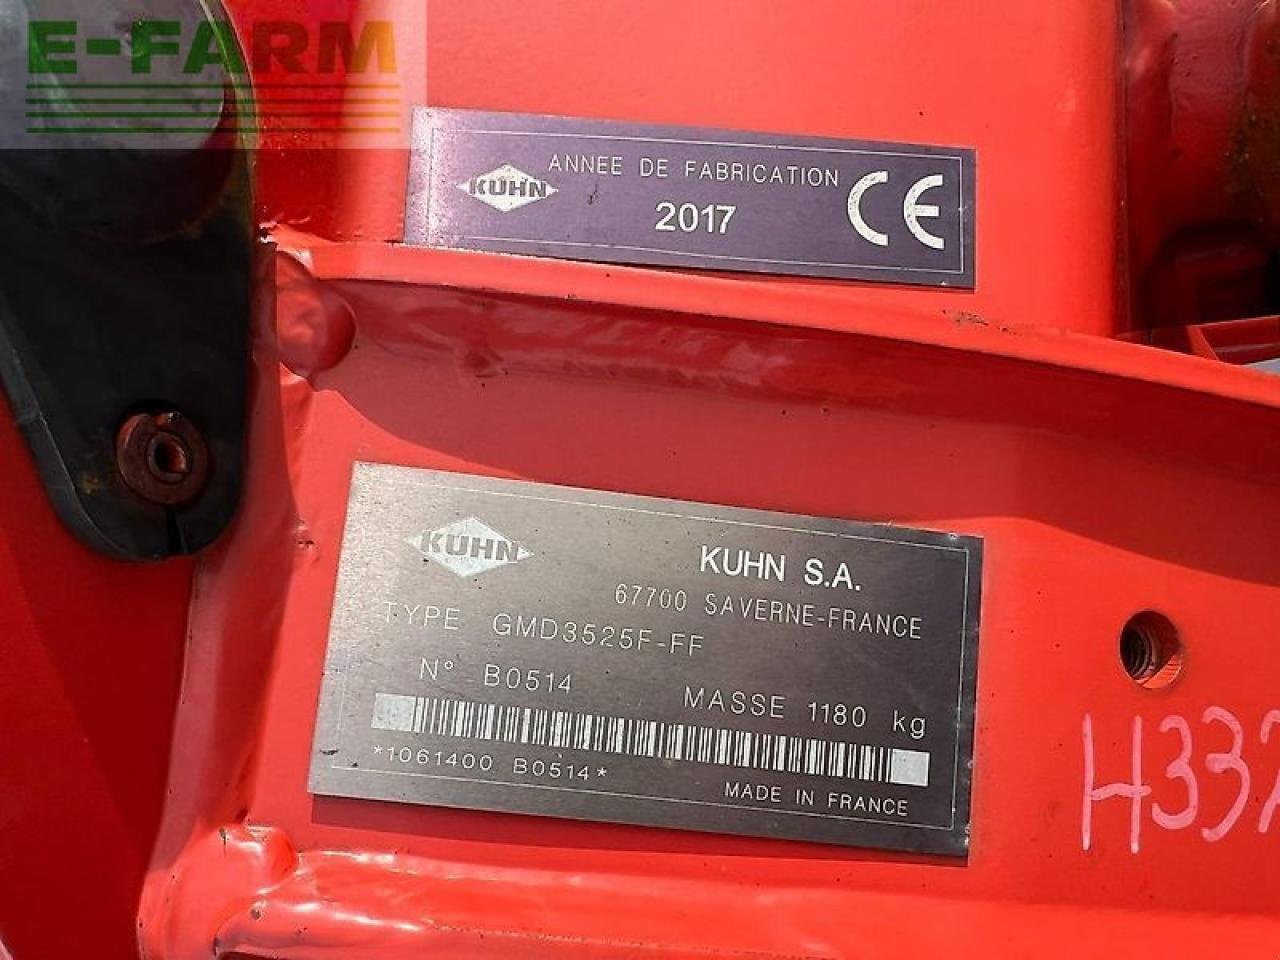 E-FARM
KUHN
ANNEE DE FABRICATION
2017
CE
KUHN
KUHN S.A.
67700 SAVERNE-FRANCE
TYPE GMD3525F-FF
N° B0514
MASSE 1180 kg
*1061400 B0514*
MADE IN FRANCE